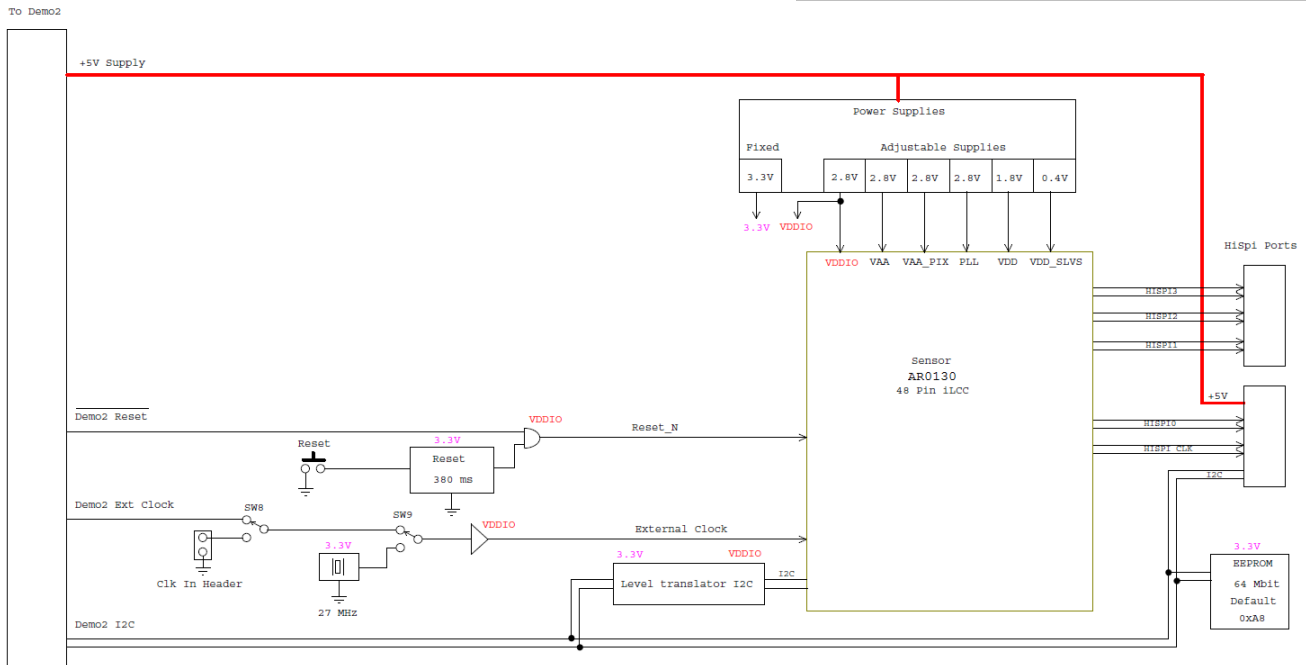 To Demo2
+5V Supply
Power Supplies
Fixed
Adjustable Supplies
3.3V
2.8V
2.8V
2.8V
2.8V
1.8V
0.4V
3.3V
VDDIO
VDDIO
VAA
VAA_PIX
PLL
VDD
VDD_SLVS
HiSpi Ports
HISPI3
HISPI2
HISPI1
Sensor
AR0130
48 Pin iLCC
+5V
HISPI0
HISPI CLK
I2C
Demo2 Reset
VDDIO
Reset_N
Reset
3.3V
Reset
380 ms
Demo2 Ext Clock
SW8
SW9
VDDIO
External Clock
Clk In Header
3.3V
27 MHz
3.3V
VDDIO
Level translator I2C
I2C
3.3V
EEPROM
64 Mbit
Default
0xA8
Demo2 I2C